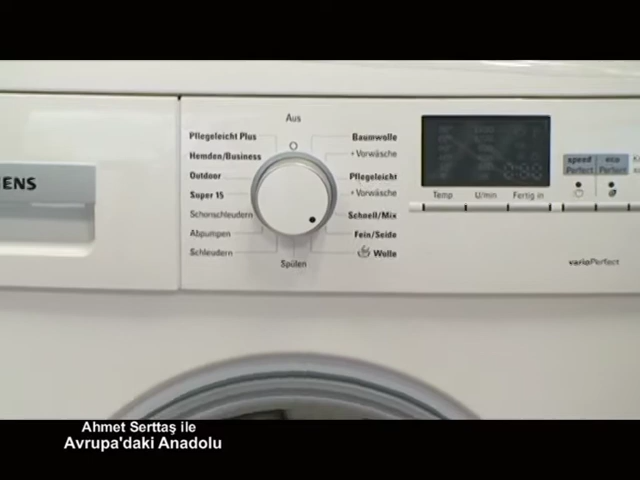 Aus
Pflegeleicht Plus
Hemden/Business
Outdoor
Super 15
Schonschleudern
Abpumpen
Schleudern
Spülen
Baumwolle
+ Vorwäsche
Pflegeleicht
+ Vorwäsche
Schnell/Mix
Fein/Seide
Wolle
Temp
U/min
Fertig in
speed
Perfect
eco
Perfect
varioPerfect
Ahmet Serttaş ile
Avrupa'daki Anadolu